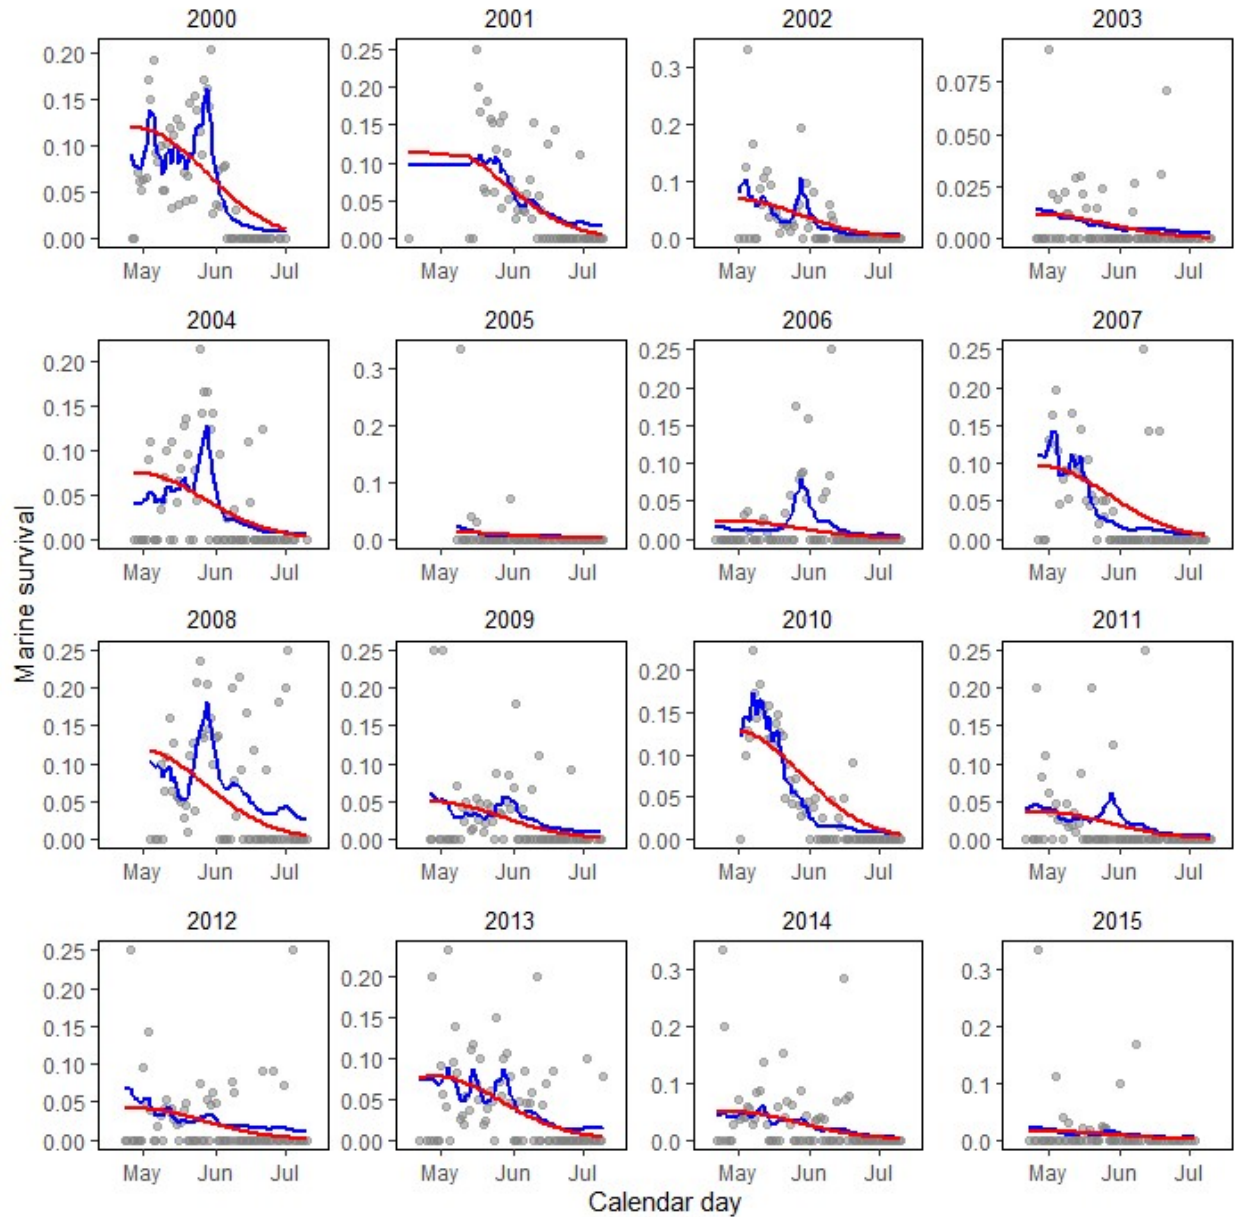 2000 2001 2002 2003
0.20 0.25 0.3 0.075
0.15 0.20 0.2 0.050
0.10 0.15 0.1 0.025
0.05 0.10 0.0 0.000
0.00 0.05
0.00
May Jun Jul May Jun Jul May Jun Jul May Jun Jul
2004 2005 2006 2007
0.20 0.3 0.25 0.25
0.15 0.2 0.20 0.20
0.10 0.1 0.15 0.15
0.05 0.0 0.10 0.10
0.00 0.05 0.05
0.00 0.00
May Jun Jul May Jun Jul May Jun Jul May Jun Jul
Marine survival
2008 2009 2010 2011
0.25 0.25 0.20 0.25
0.20 0.20 0.15 0.20
0.15 0.15 0.10 0.15
0.10 0.10 0.05 0.10
0.05 0.05 0.00 0.05
0.00 0.00 0.00
May Jun Jul May Jun Jul May Jun Jul May Jun Jul
2012 2013 2014 2015
0.25 0.20 0.3 0.3
0.20 0.15 0.2 0.2
0.15 0.10 0.1 0.1
0.10 0.05 0.0 0.0
0.05 0.00
0.00
May Jun Jul May Jun Jul May Jun Jul May Jun Jul
Calendar day